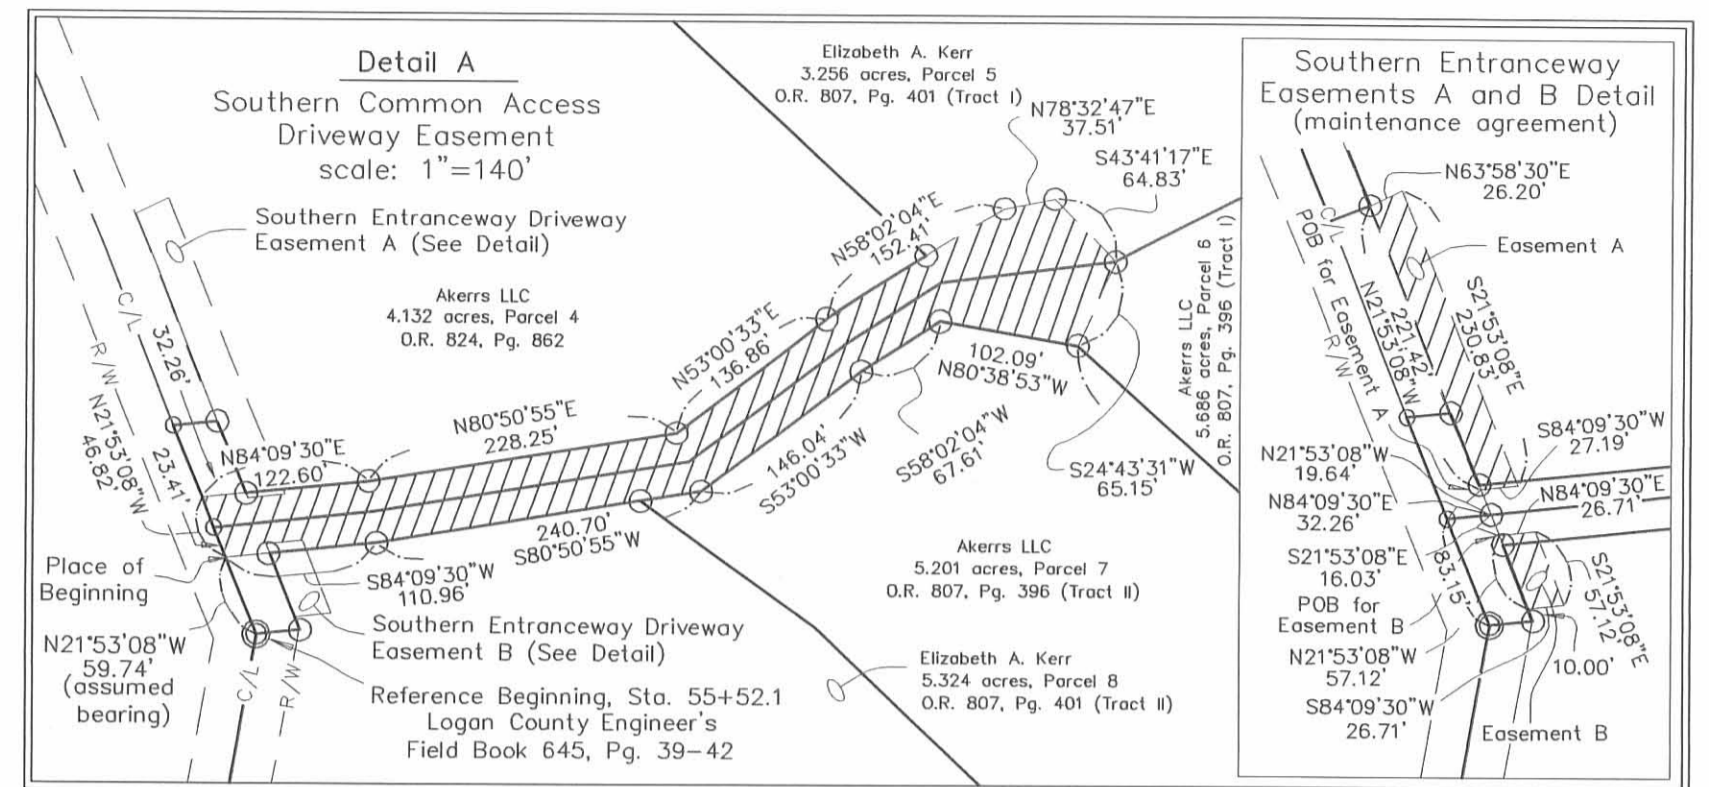 Detail A
Southern Common Access
Driveway Easement
scale: 1"=140'
Southern Entranceway Driveway
Easement A (See Detail)
Akerrs LLC
4.132 acres, Parcel 4
O.R. 824, Pg. 862
Elizabeth A. Kerr
3.256 acres, Parcel 5
O.R. 807, Pg. 401 (Tract I)
N78°32'47"E
37.51'
S43°41'17"E
64.83'
N58°02'04"E
152.41'
N53°00'33"E
136.86'
N80°50'55"E
228.25'
N84°09'30"E
122.60'
C/L
32.26'
R/W
N21°53'08"W
46.82'
23.41'
102.09'
N80°38'53"W
S58°02'04"W
67.61'
146.04'
S53°00'33"W
S24°43'31"W
65.15'
240.70'
S80°50'55"W
S84°09'30"W
110.96'
Akerrs LLC
5.686 acres, Parcel 6
O.R. 807, Pg. 396 (Tract I)
Akerrs LLC
5.201 acres, Parcel 7
O.R. 807, Pg. 396 (Tract II)
Place of
Beginning
N21°53'08"W
59.74'
(assumed
bearing)
C/L
R/W
Southern Entranceway Driveway
Easement B (See Detail)
Reference Beginning, Sta. 55+52.1
Logan County Engineer's
Field Book 645, Pg. 39-42
Elizabeth A. Kerr
5.324 acres, Parcel 8
O.R. 807, Pg. 401 (Tract II)
Southern Entranceway
Easements A and B Detail
(maintenance agreement)
N63°58'30"E
26.20'
C/L
POB for Easement A
R/W
Easement A
N21°53'08"W
221.42'
S21°53'08"E
230.83'
S84°09'30"W
27.19'
N21°53'08"W
19.64'
N84°09'30"E
32.26'
N84°09'30"E
26.71'
S21°53'08"E
16.03'
POB for
Easement B
83.15'
S21°53'08"E
57.12'
N21°53'08"W
57.12'
10.00'
S84°09'30"W
26.71'
Easement B